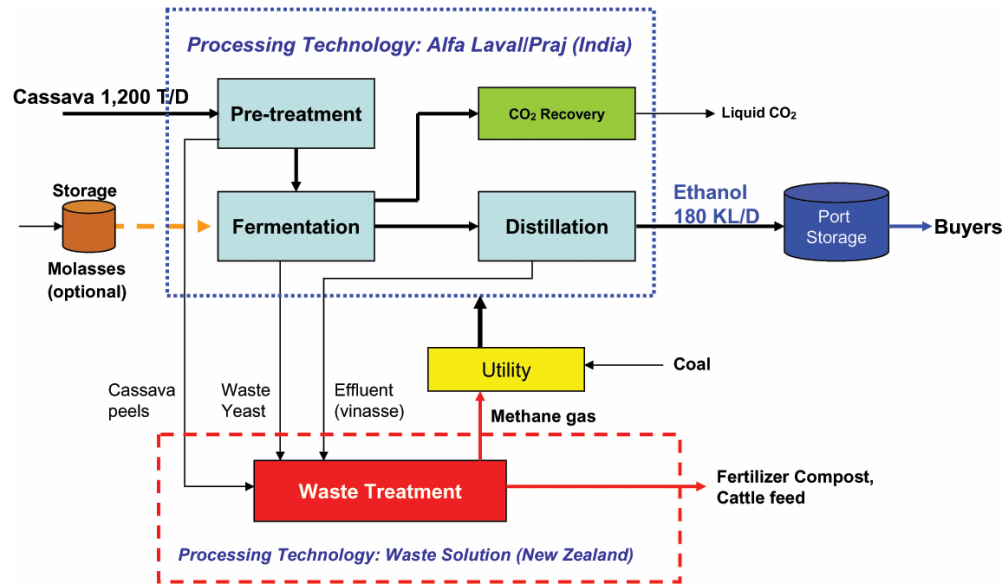 Processing Technology: Alfa Laval/Praj (India)
Cassava 1,200 T/D
Pre-treatment
CO₂ Recovery
Liquid CO₂
Storage
Molasses
(optional)
Fermentation
Distillation
Ethanol
180 KL/D
Port
Storage
Buyers
Utility
Coal
Cassava
peels
Waste
Yeast
Effluent
(vinasse)
Methane gas
Waste Treatment
Fertilizer Compost,
Cattle feed
Processing Technology: Waste Solution (New Zealand)